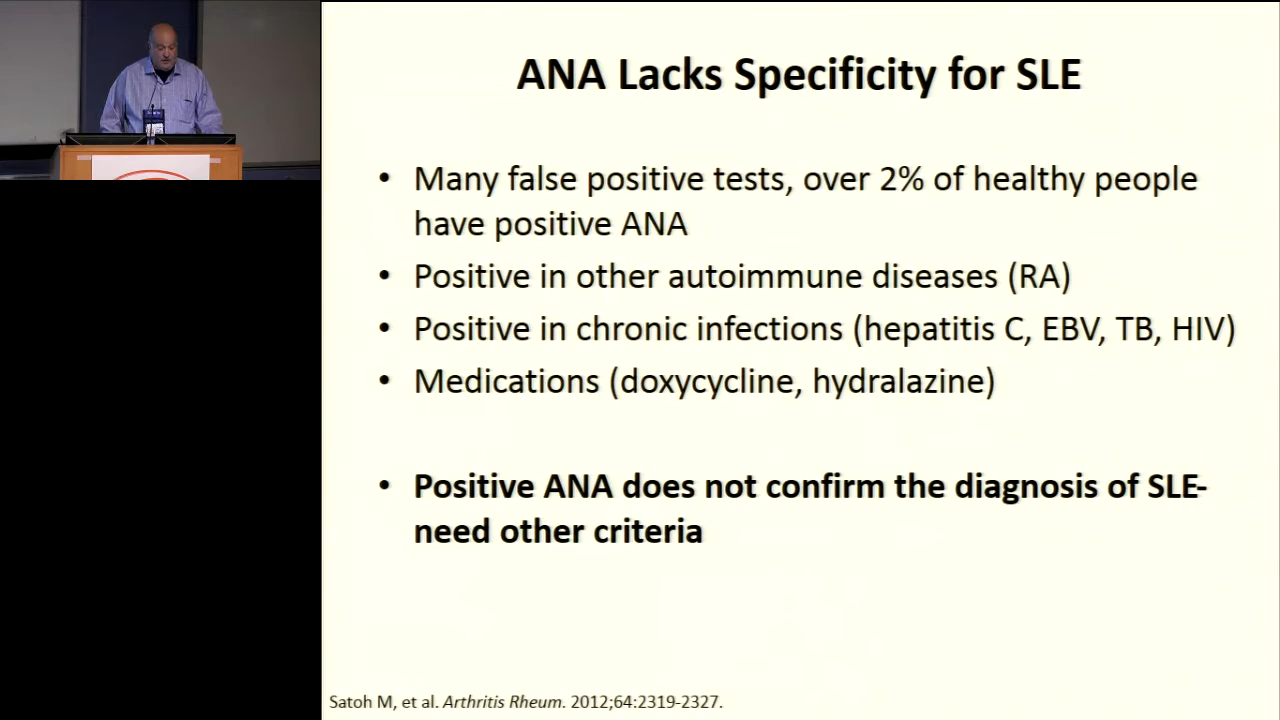 ANA Lacks Specificity for SLE
• Many false positive tests, over 2% of healthy people
have positive ANA
• Positive in other autoimmune diseases (RA)
• Positive in chronic infections (hepatitis C, EBV, TB, HIV)
• Medications (doxycycline, hydralazine)
• Positive ANA does not confirm the diagnosis of SLE-
need other criteria
Satoh M, et al. Arthritis Rheum. 2012;64:2319-2327.